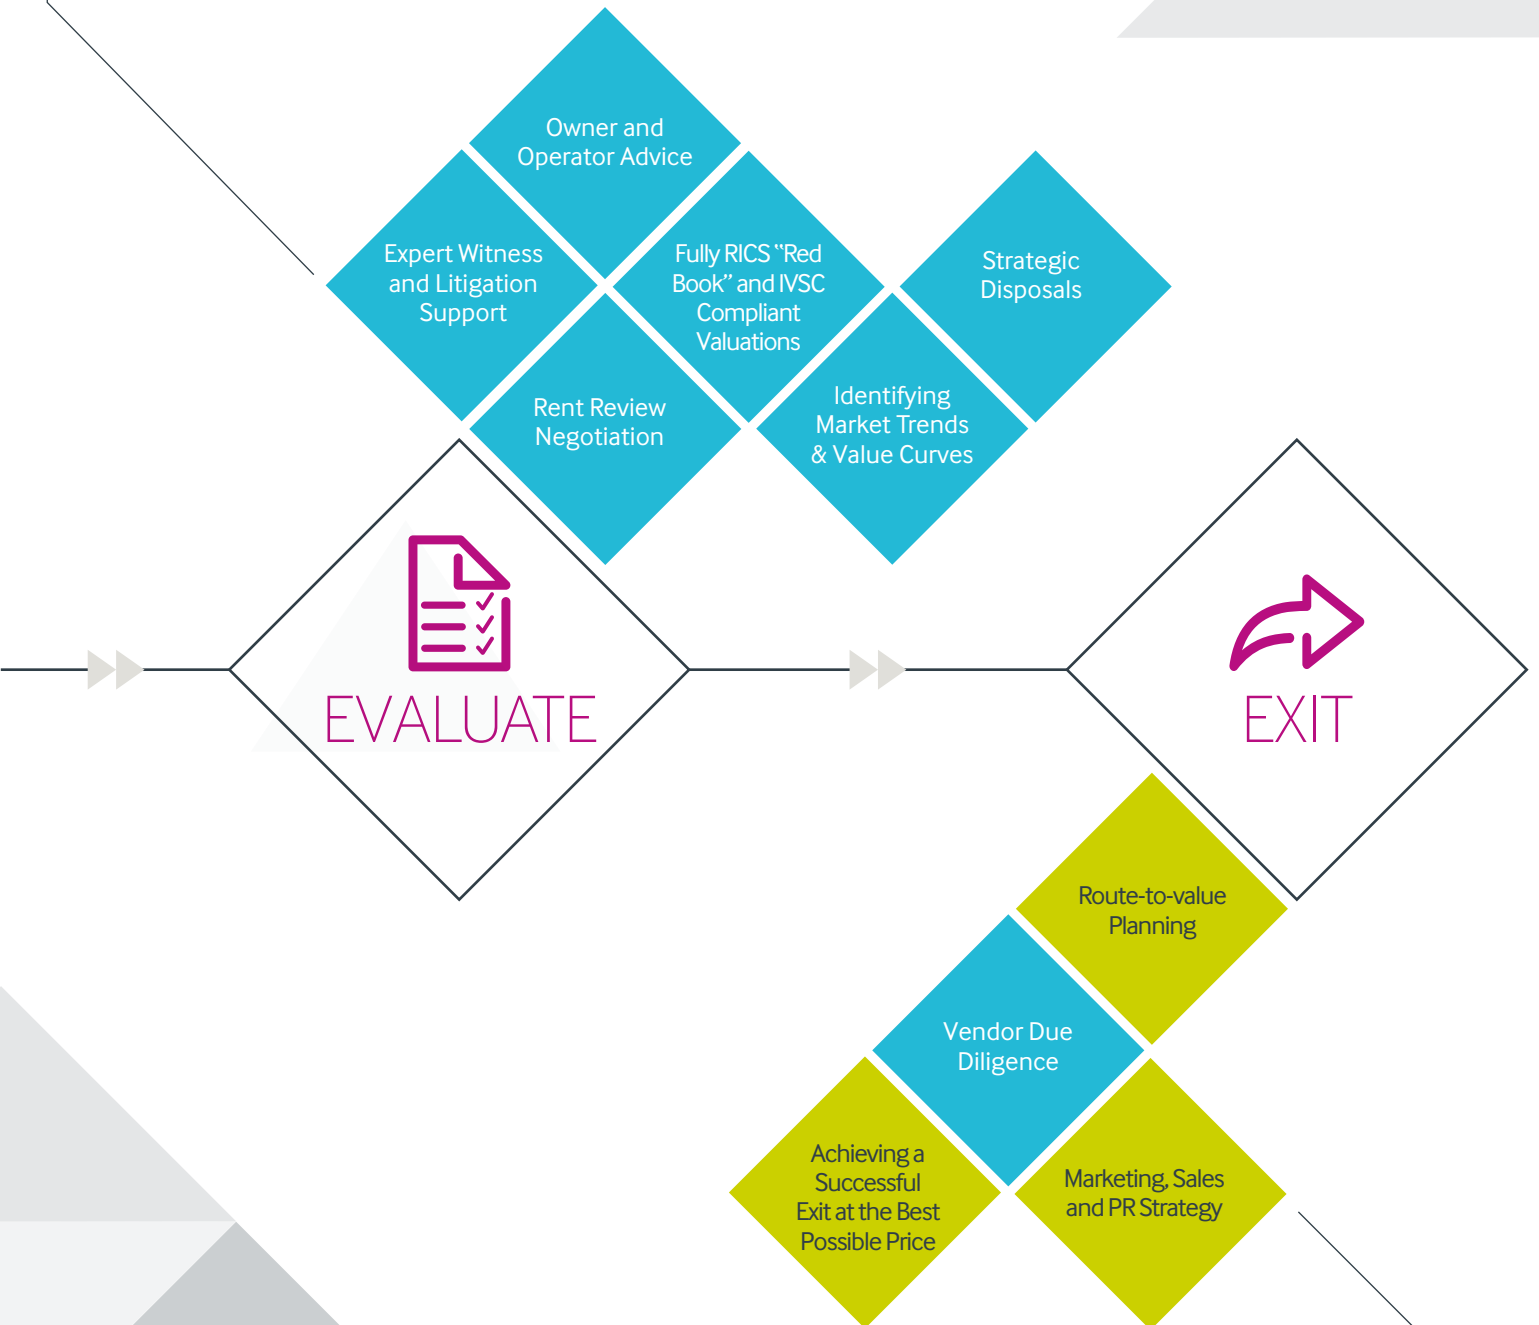 Owner and
Operator Advice
Expert Witness
and Litigation
Support
Fully RICS “Red
Book” and IVSC
Compliant
Valuations
Strategic
Disposals
Rent Review
Negotiation
Identifying
Market Trends
& Value Curves
EVALUATE
EXIT
Route-to-value
Planning
Vendor Due
Diligence
Achieving a
Successful
Exit at the Best
Possible Price
Marketing, Sales
and PR Strategy